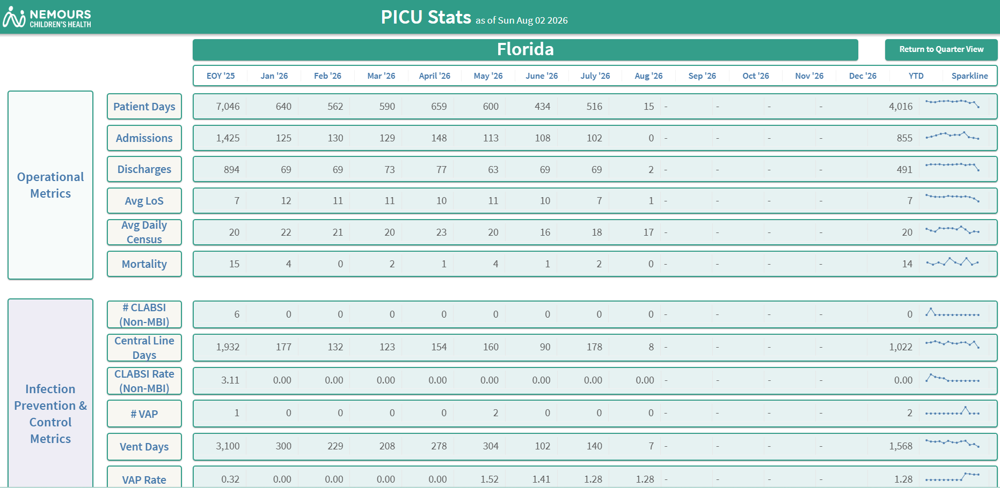 NEMOURS
CHILDREN'S HEALTH
PICU Stats as of Sun Aug 02 2026
Florida
Return to Quarter View
EOY '25 Jan '26 Feb '26 Mar '26 April '26 May '26 June '26 July '26 Aug '26 Sep '26 Oct '26 Nov '26 Dec '26 YTD Sparkline
Operational
Metrics
Patient Days 7,046 640 562 590 659 600 434 516 15 - - - - 4,016
Admissions 1,425 125 130 129 148 113 108 102 0 - - - - 855
Discharges 894 69 69 73 77 63 69 69 2 - - - - 491
Avg LoS 7 12 11 11 10 11 10 7 1 - - - - 7
Avg Daily
Census 20 22 21 20 23 20 16 18 17 - - - - 20
Mortality 15 4 0 2 1 4 1 2 0 - - - - 14
Infection
Prevention &
Control
Metrics
# CLABSI
(Non-MBI) 6 0 0 0 0 0 0 0 0 - - - - 0
Central Line
Days 1,932 177 132 123 154 160 90 178 8 - - - - 1,022
CLABSI Rate
(Non-MBI) 3.11 0.00 0.00 0.00 0.00 0.00 0.00 0.00 0.00 - - - - 0.00
# VAP 1 0 0 0 0 2 0 0 0 - - - - 2
Vent Days 3,100 300 229 208 278 304 102 140 7 - - - - 1,568
VAP Rate 0.32 0.00 0.00 0.00 0.00 1.52 1.41 1.28 1.28 - - - - 1.28